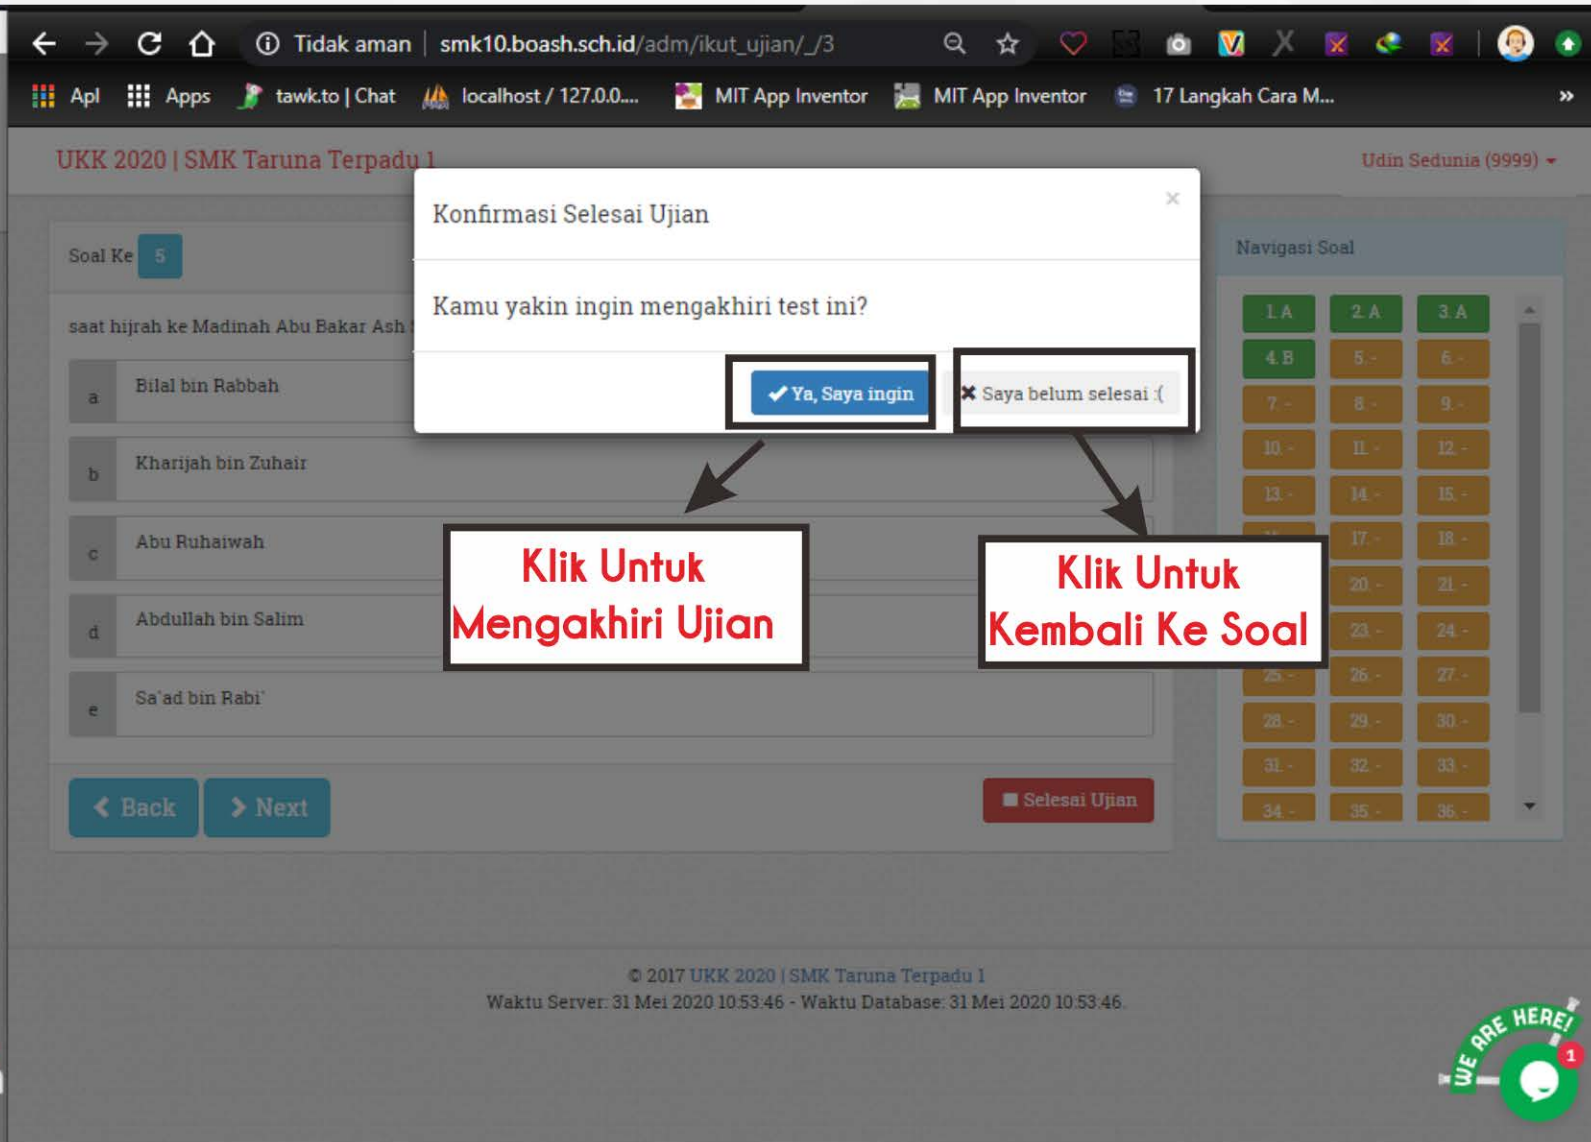 Tidak aman | smk10.boash.sch.id/adm/ikut_ujian/_/3
Apl Apps tawk.to | Chat localhost / 127.0.0.... MIT App Inventor MIT App Inventor 17 Langkah Cara M... »
UKK 2020 | SMK Taruna Terpadu 1
Udin Sedunia (9999)
Konfirmasi Selesai Ujian ×
Kamu yakin ingin mengakhiri test ini?
Ya, Saya ingin
Saya belum selesai :(
Klik Untuk
Mengakhiri Ujian
Klik Untuk
Kembali Ke Soal
Soal Ke 5
saat hijrah ke Madinah Abu Bakar Ash
a Bilal bin Rabbah
b Kharijah bin Zuhair
c Abu Ruhaiwah
d Abdullah bin Salim
e Sa`ad bin Rabi`
Back
Next
Selesai Ujian
Navigasi Soal
1. A 2. A 3. A
4. B 5. - 6. -
7. - 8. - 9. -
10. - 11. - 12. -
13. - 14. - 15. -
17. - 18. -
20. - 21. -
23. - 24. -
25. - 26. - 27. -
28. - 29. - 30. -
31. - 32. - 33. -
34. - 35. - 36. -
© 2017 UKK 2020 | SMK Taruna Terpadu 1
Waktu Server: 31 Mei 2020 10:53:46 - Waktu Database: 31 Mei 2020 10:53:46.
WE ARE HERE!
1